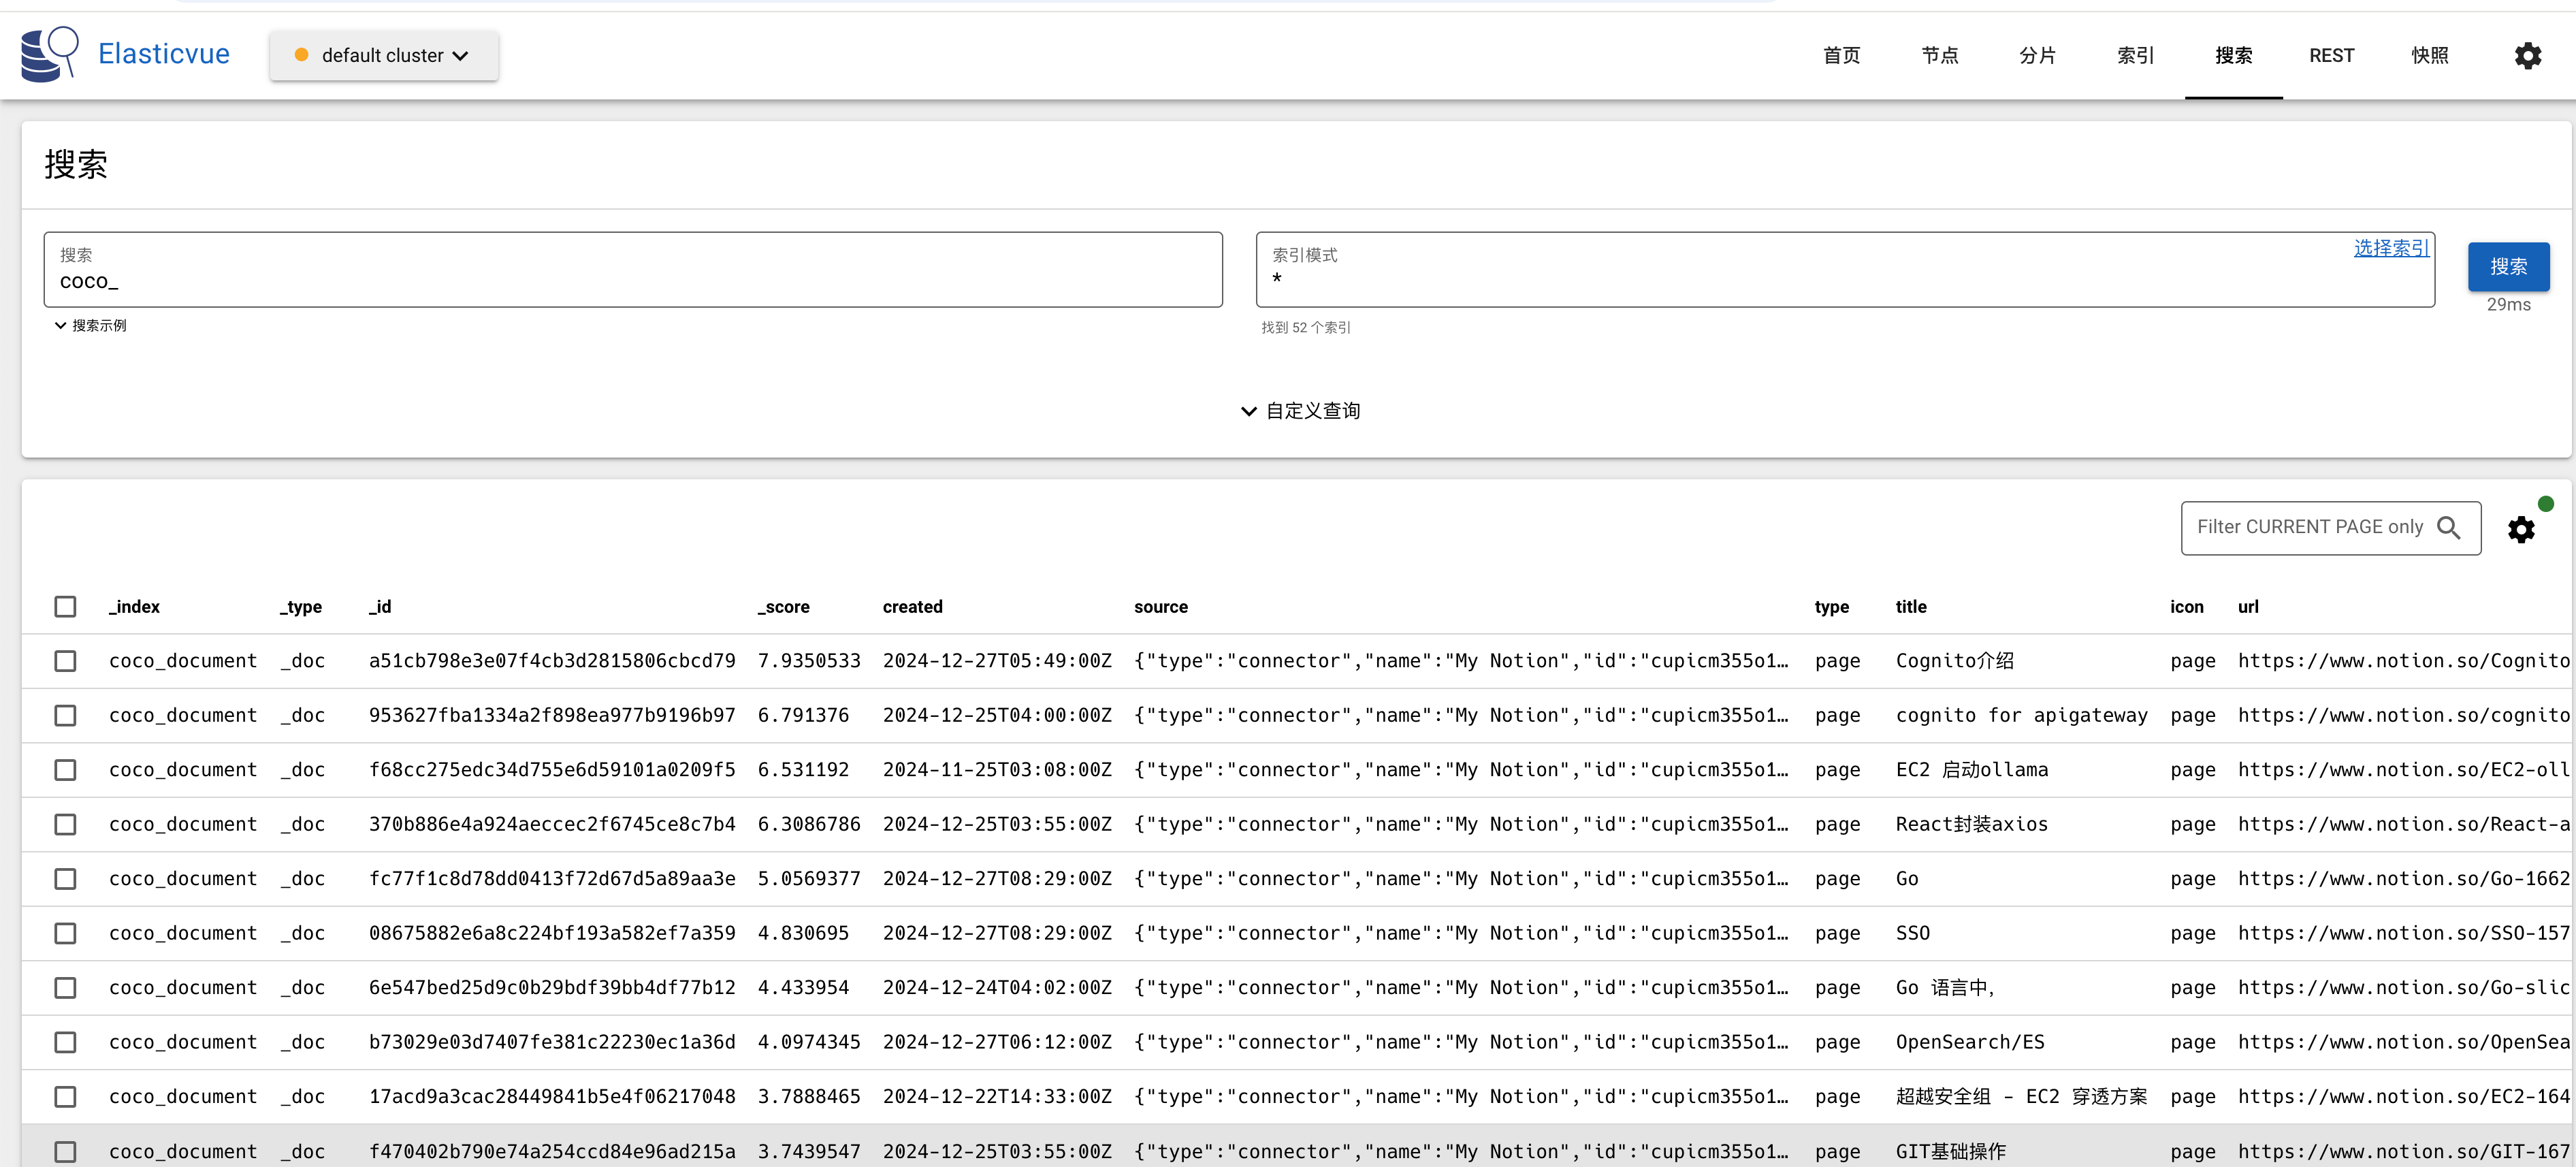 Elasticvue
default cluster
首页 节点 分片 索引 搜索 REST 快照
搜索
搜索
coco_
搜索示例
索引模式
*
选择索引
找到 52 个索引
搜索
29ms
自定义查询
Filter CURRENT PAGE only
_index _type _id _score created source type title icon url
coco_document _doc a51cb798e3e07f4cb3d2815806cbcd79 7.9350533 2024-12-27T05:49:00Z {"type":"connector","name":"My Notion","id":"cupicm355o1… page Cognito介绍 page https://www.notion.so/Cognito
coco_document _doc 953627fba1334a2f898ea977b9196b97 6.791376 2024-12-25T04:00:00Z {"type":"connector","name":"My Notion","id":"cupicm355o1… page cognito for apigateway page https://www.notion.so/cognito
coco_document _doc f68cc275edc34d755e6d59101a0209f5 6.531192 2024-11-25T03:08:00Z {"type":"connector","name":"My Notion","id":"cupicm355o1… page EC2 启动ollama page https://www.notion.so/EC2-oll
coco_document _doc 370b886e4a924aeccec2f6745ce8c7b4 6.3086786 2024-12-25T03:55:00Z {"type":"connector","name":"My Notion","id":"cupicm355o1… page React封装axios page https://www.notion.so/React-a
coco_document _doc fc77f1c8d78dd0413f72d67d5a89aa3e 5.0569377 2024-12-27T08:29:00Z {"type":"connector","name":"My Notion","id":"cupicm355o1… page Go page https://www.notion.so/Go-1662
coco_document _doc 08675882e6a8c224bf193a582ef7a359 4.830695 2024-12-27T08:29:00Z {"type":"connector","name":"My Notion","id":"cupicm355o1… page SSO page https://www.notion.so/SSO-157
coco_document _doc 6e547bed25d9c0b29bdf39bb4df77b12 4.433954 2024-12-24T04:02:00Z {"type":"connector","name":"My Notion","id":"cupicm355o1… page Go 语言中, page https://www.notion.so/Go-slic
coco_document _doc b73029e03d7407fe381c22230ec1a36d 4.0974345 2024-12-27T06:12:00Z {"type":"connector","name":"My Notion","id":"cupicm355o1… page OpenSearch/ES page https://www.notion.so/OpenSea
coco_document _doc 17acd9a3cac28449841b5e4f06217048 3.7888465 2024-12-22T14:33:00Z {"type":"connector","name":"My Notion","id":"cupicm355o1… page 超越安全组 - EC2 穿透方案 page https://www.notion.so/EC2-164
coco_document _doc f470402b790e74a254ccd84e96ad215a 3.7439547 2024-12-25T03:55:00Z {"type":"connector","name":"My Notion","id":"cupicm355o1… page GIT基础操作 page https://www.notion.so/GIT-167